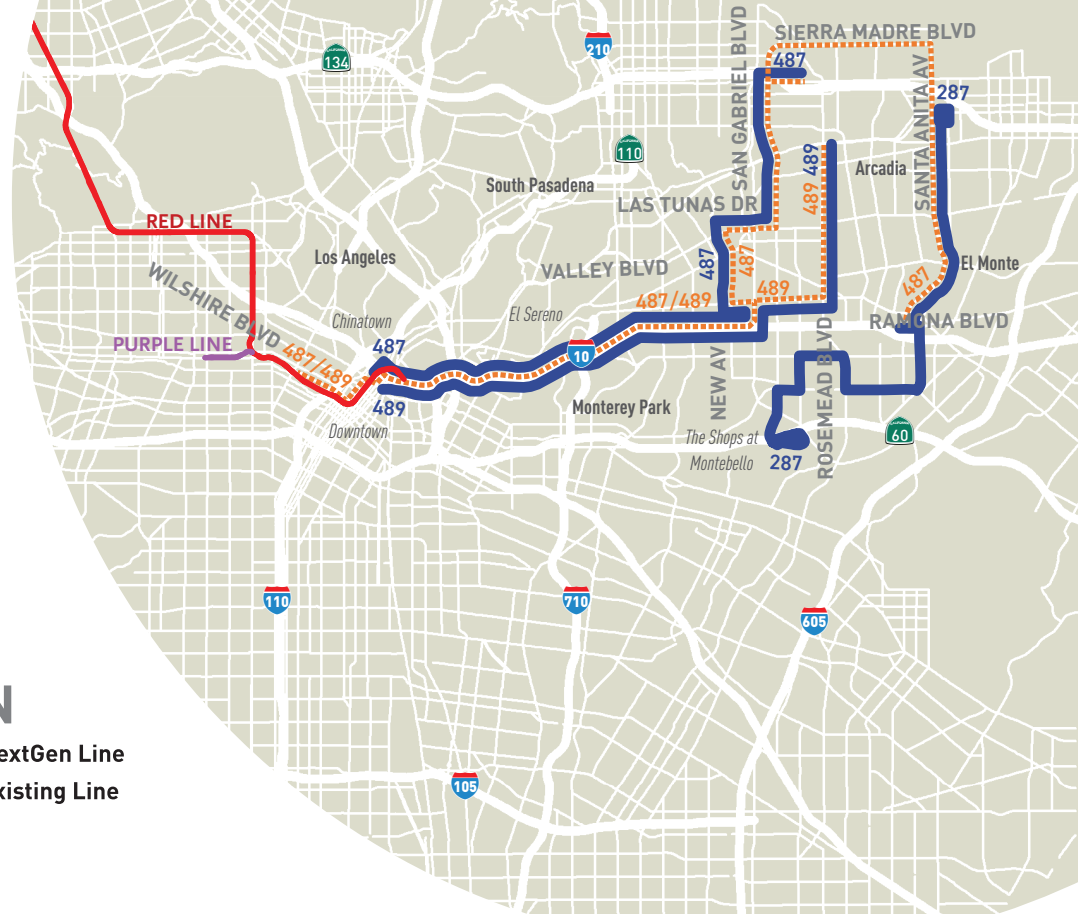 SIERRA MADRE BLVD
210
134
CALIFORNIA
487
SAN GABRIEL BLVD
SANTA ANITA AV
287
110
CALIFORNIA
489
489
Arcadia
South Pasadena
LAS TUNAS DR
RED LINE
Los Angeles
VALLEY BLVD
487
487
El Monte
WILSHIRE BLVD
487
489
487/489
El Sereno
Chinatown
RAMONA BLVD
PURPLE LINE
487/489
487
10
NEW AV
ROSEMEAD BLVD
489
Monterey Park
Downtown
The Shops at
Montebello
287
60
CALIFORNIA
110
710
605
N
extGen Line
xisting Line
105